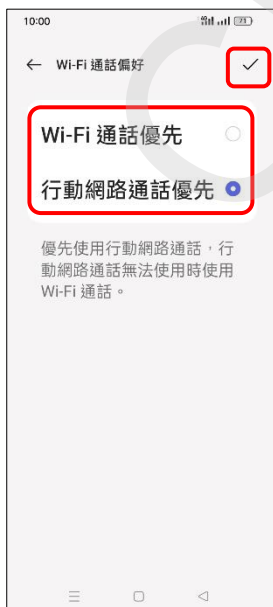 10:00
73
Wi-Fi 通話偏好
Wi-Fi 通話優先
行動網路通話優先
優先使用行動網路通話，行
動網路通話無法使用時使用
Wi-Fi 通話。